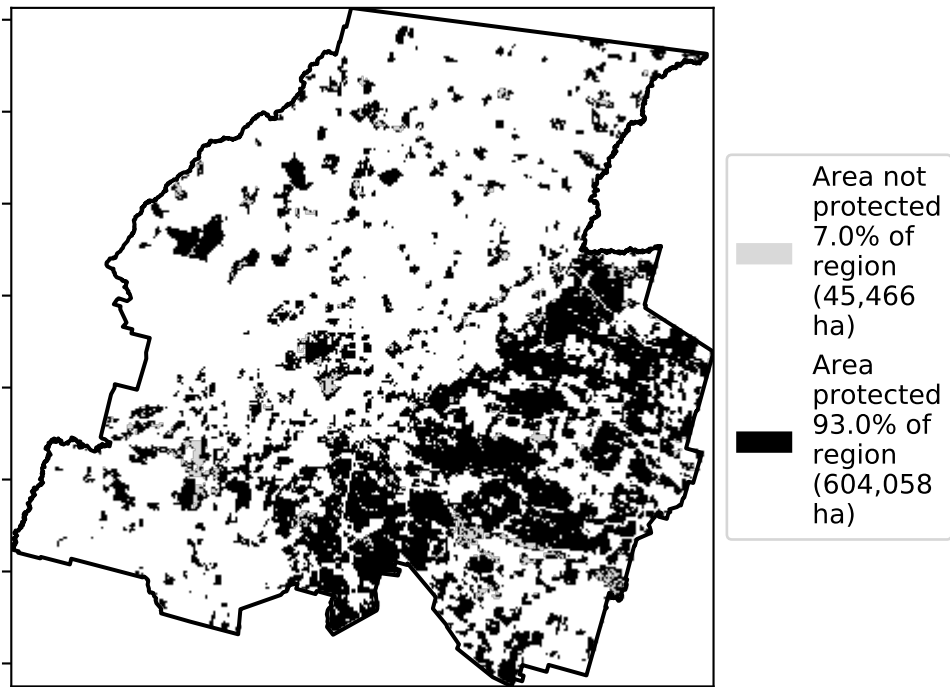 Area not
protected
7.0% of
region
(45,466
ha)
Area
protected
93.0% of
region
(604,058
ha)